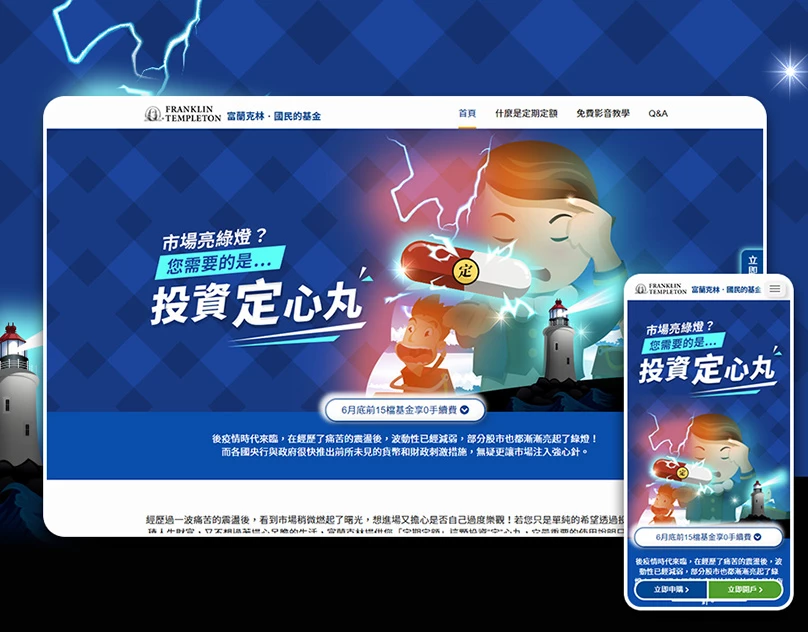 FRANKLIN
TEMPLETON
富蘭克林・國民的基金
首頁
什麼是定期定額
免費影音教學
Q&A
市場亮綠燈？
您需要的是...
投資定心丸
定
立即
6月底前15檔基金享0手續費
後疫情時代來臨，在經歷了痛苦的震盪後，波動性已經減弱，部分股市也都漸漸亮起了綠燈！
而各國央行與政府很快推出前所未見的貨幣和財政刺激措施，無疑更讓市場注入強心針。
經歷過一波痛苦的震盪後，看到市場稍微燃起了曙光，想進場又擔心是否自己過度樂觀！若您只是單純的希望透過投
FRANKLIN
TEMPLETON
富蘭克林・國民的基金
市場亮綠燈？
您需要的是...
投資定心丸
定
6月底前15檔基金享0手續費
後疫情時代來臨，在經歷了痛苦的震盪後，波
動性已經減弱，部分股市也都漸漸亮起了綠
立即申購
立即開戶